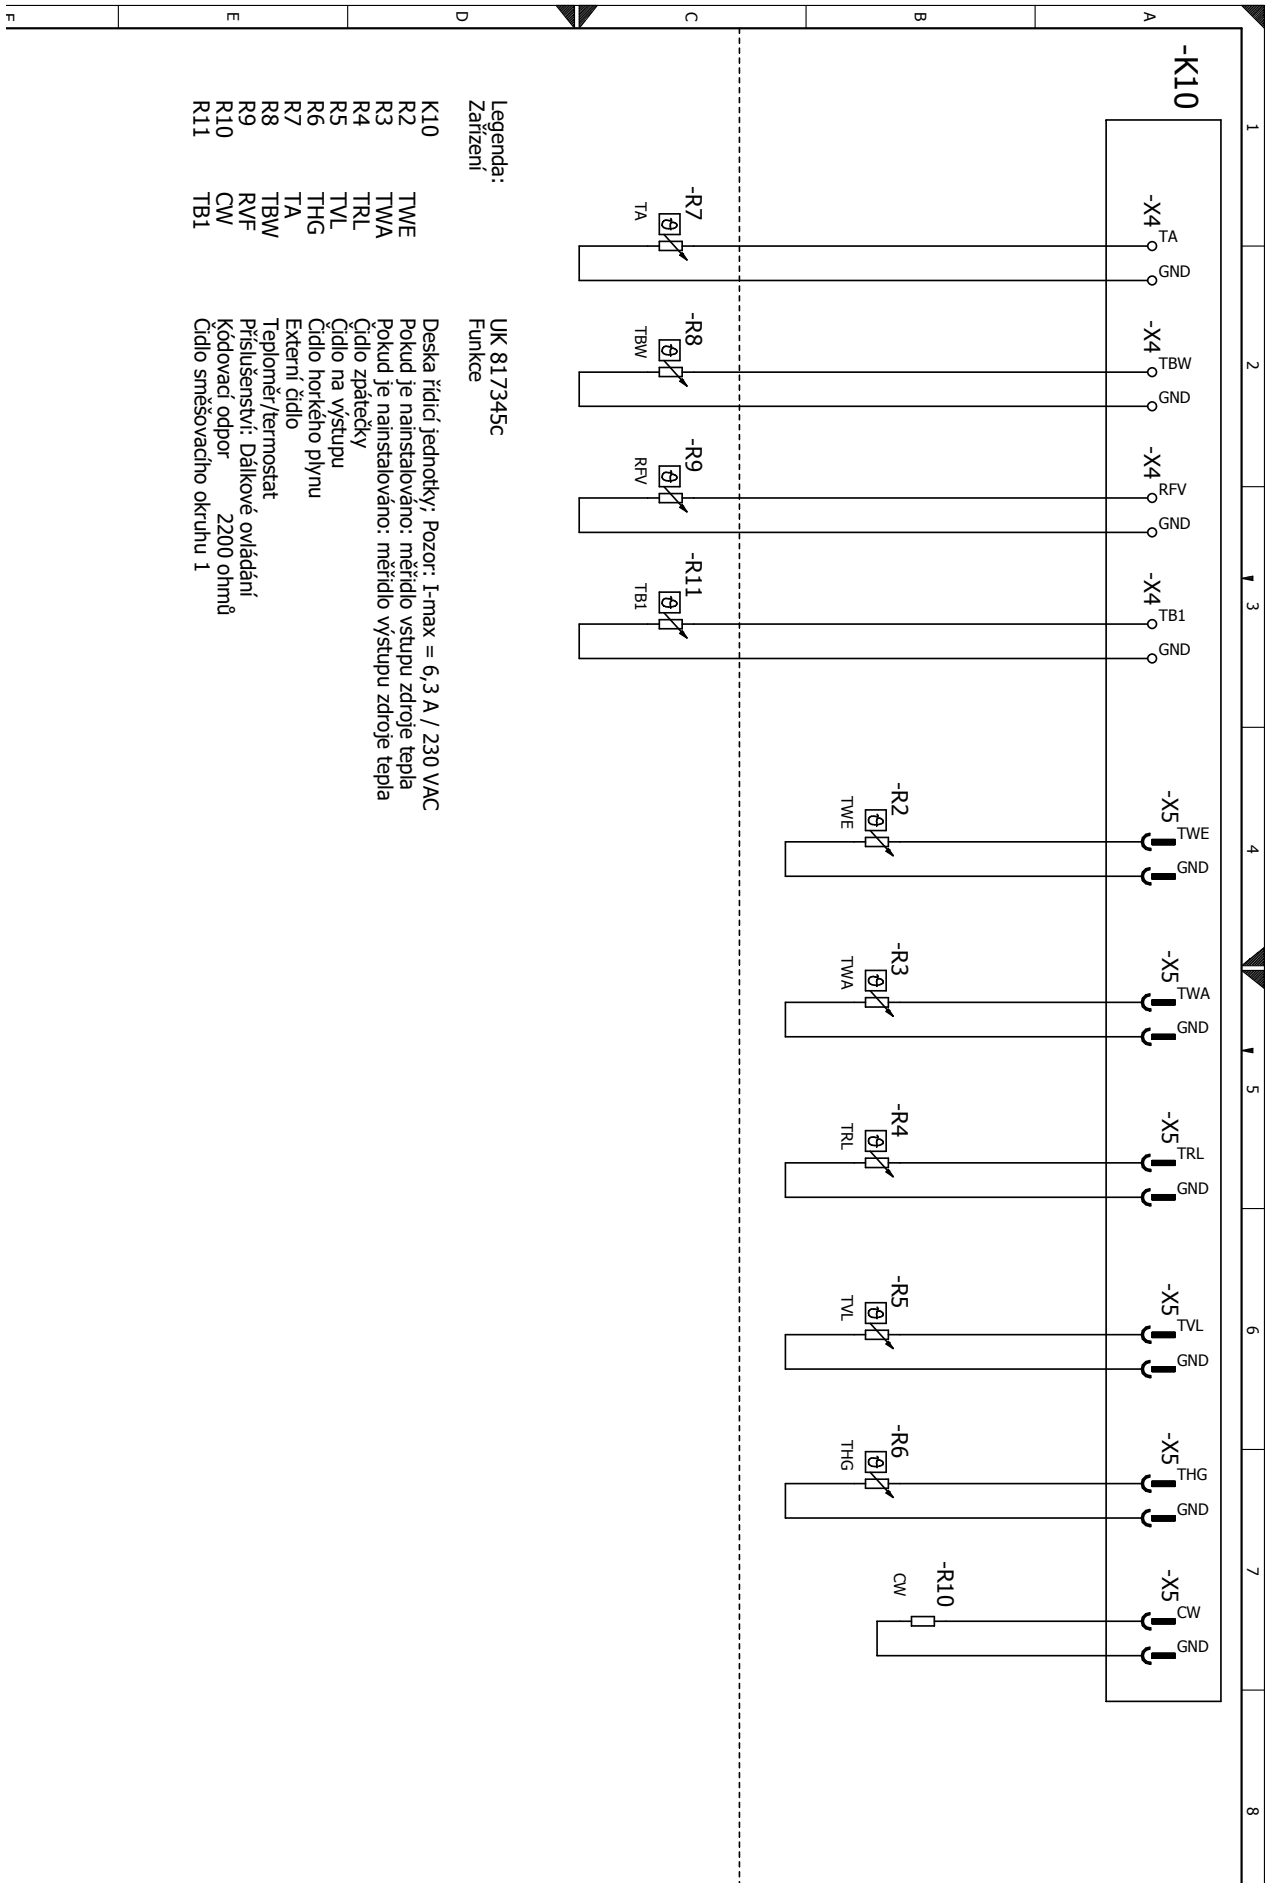 1 2 3 4 5 6 7 8
A
B
C
D
E
F
-K10
-X4 TA GND
-X4 TBW GND
-X4 RFV GND
-X4 TB1 GND
-X5 TWE GND
-X5 TWA GND
-X5 TRL GND
-X5 TVL GND
-X5 THG GND
-X5 CW GND
-R2 TWE
-R3 TWA
-R4 TRL
-R5 TVL
-R6 THG
-R10 CW
-R7 TA
-R8 TBW
-R9 RFV
-R11 TB1
Legenda: UK 817345c
Zařízení Funkce
K10 Deska řídicí jednotky; Pozor: I-max = 6,3 A / 230 VAC
R2 TWE Pokud je nainstalováno: měřidlo vstupu zdroje tepla
R3 TWA Pokud je nainstalováno: měřidlo výstupu zdroje tepla
R4 TRL Čidlo zpátečky
R5 TVL Čidlo na výstupu
R6 THG Čidlo horkého plynu
R7 TA Externí čidlo
R8 TBW Teploměr/termostat
R9 RVF Příslušenství: Dálkové ovládání
R10 CW Kódovací odpor 2200 ohmů
R11 TB1 Čidlo směšovacího okruhu 1